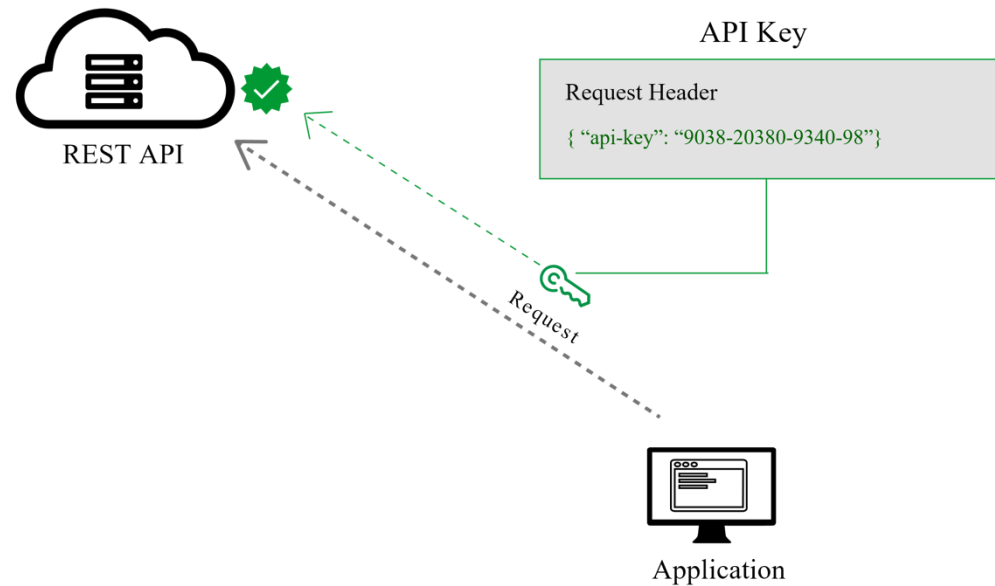 API Key
Request Header
{ “api-key”: “9038-20380-9340-98”}
REST API
Request
Application